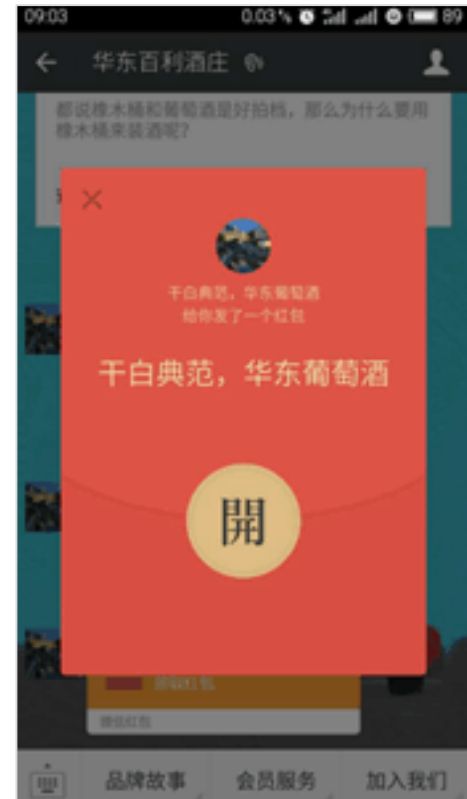 09:03
0.03% 89
华东百利酒庄
都说橡木桶和葡萄酒是好拍档，那么为什么要用
橡木桶来装酒呢？
干白典范，华东葡萄酒
给你发了一个红包
干白典范，华东葡萄酒
開
微信红包
品牌故事 会员服务 加入我们